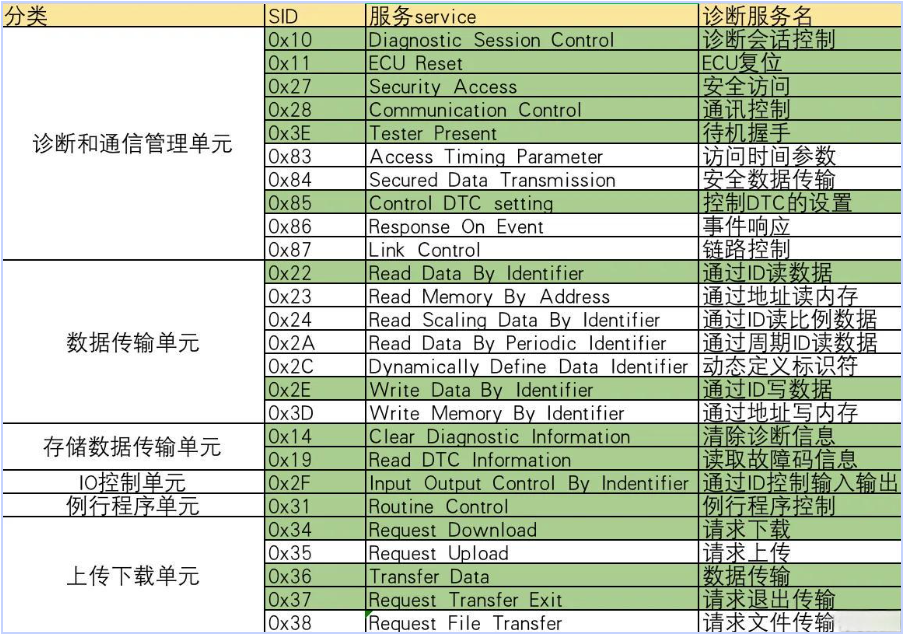 分类 SID 服务service 诊断服务名
诊断和通信管理单元 0x10 Diagnostic Session Control 诊断会话控制
0x11 ECU Reset ECU复位
0x27 Security Access 安全访问
0x28 Communication Control 通讯控制
0x3E Tester Present 待机握手
0x83 Access Timing Parameter 访问时间参数
0x84 Secured Data Transmission 安全数据传输
0x85 Control DTC setting 控制DTC的设置
0x86 Response On Event 事件响应
0x87 Link Control 链路控制
数据传输单元 0x22 Read Data By Identifier 通过ID读数据
0x23 Read Memory By Address 通过地址读内存
0x24 Read Scaling Data By Identifier 通过ID读比例数据
0x2A Read Data By Periodic Identifier 通过周期ID读数据
0x2C Dynamically Define Data Identifier 动态定义标识符
0x2E Write Data By Identifier 通过ID写数据
0x3D Write Memory By Identifier 通过地址写内存
存储数据传输单元 0x14 Clear Diagnostic Information 清除诊断信息
0x19 Read DTC Information 读取故障码信息
IO控制单元 0x2F Input Output Control By Indentifier 通过ID控制输入输出
例行程序单元 0x31 Routine Control 例行程序控制
上传下载单元 0x34 Request Download 请求下载
0x35 Request Upload 请求上传
0x36 Transfer Data 数据传输
0x37 Request Transfer Exit 请求退出传输
0x38 Request File Transfer 请求文件传输